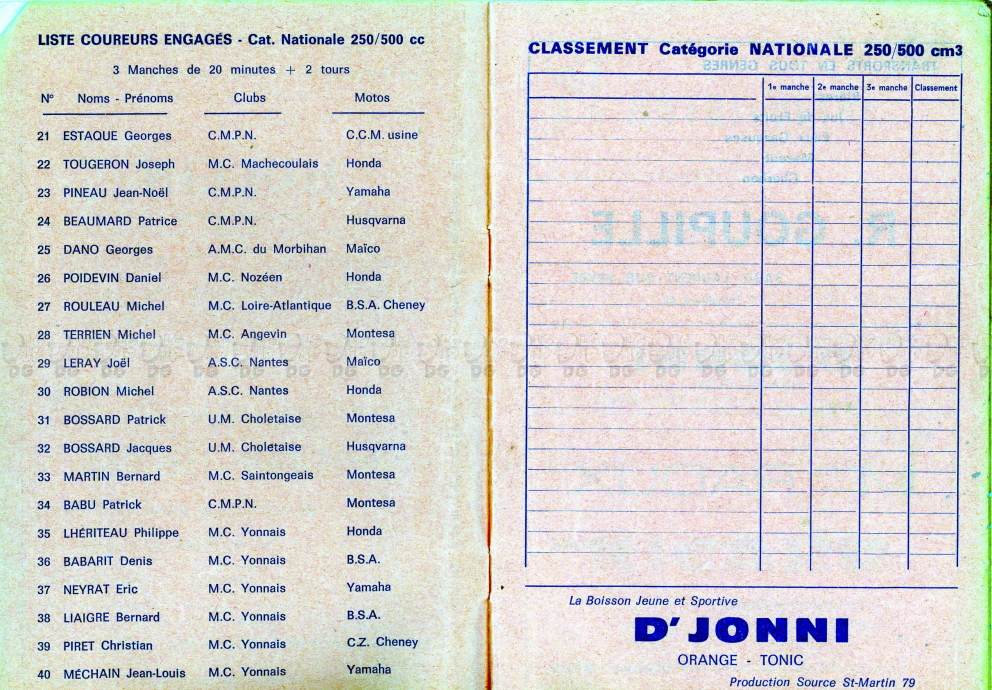 LISTE COUREURS ENGAGÉS - Cat. Nationale 250/500 cc
3 Manches de 20 minutes + 2 tours
N° Noms - Prénoms Clubs Motos
21 ESTAQUE Georges C.M.P.N. C.C.M. usine
22 TOUGERON Joseph M.C. Machecoulais Honda
23 PINEAU Jean-Noël C.M.P.N. Yamaha
24 BEAUMARD Patrice C.M.P.N. Husqvarna
25 DANO Georges A.M.C. du Morbihan Maïco
26 POIDEVIN Daniel M.C. Nozéen Honda
27 ROULEAU Michel M.C. Loire-Atlantique B.S.A. Cheney
28 TERRIEN Michel M.C. Angevin Montesa
29 LERAY Joël A.S.C. Nantes Maïco
30 ROBION Michel A.S.C. Nantes Honda
31 BOSSARD Patrick U.M. Choletaise Montesa
32 BOSSARD Jacques U.M. Choletaise Husqvarna
33 MARTIN Bernard M.C. Saintongeais Montesa
34 BABU Patrick C.M.P.N. Montesa
35 LHÉRITEAU Philippe M.C. Yonnais Honda
36 BABARIT Denis M.C. Yonnais B.S.A.
37 NEYRAT Eric M.C. Yonnais Yamaha
38 LIAIGRE Bernard M.C. Yonnais B.S.A.
39 PIRET Christian M.C. Yonnais C.Z. Cheney
40 MÉCHAIN Jean-Louis M.C. Yonnais Yamaha
CLASSEMENT Catégorie NATIONALE 250/500 cm3
1e manche 2e manche 3e manche Classement
La Boisson Jeune et Sportive
D'JONNI
ORANGE - TONIC
Production Source St-Martin 79